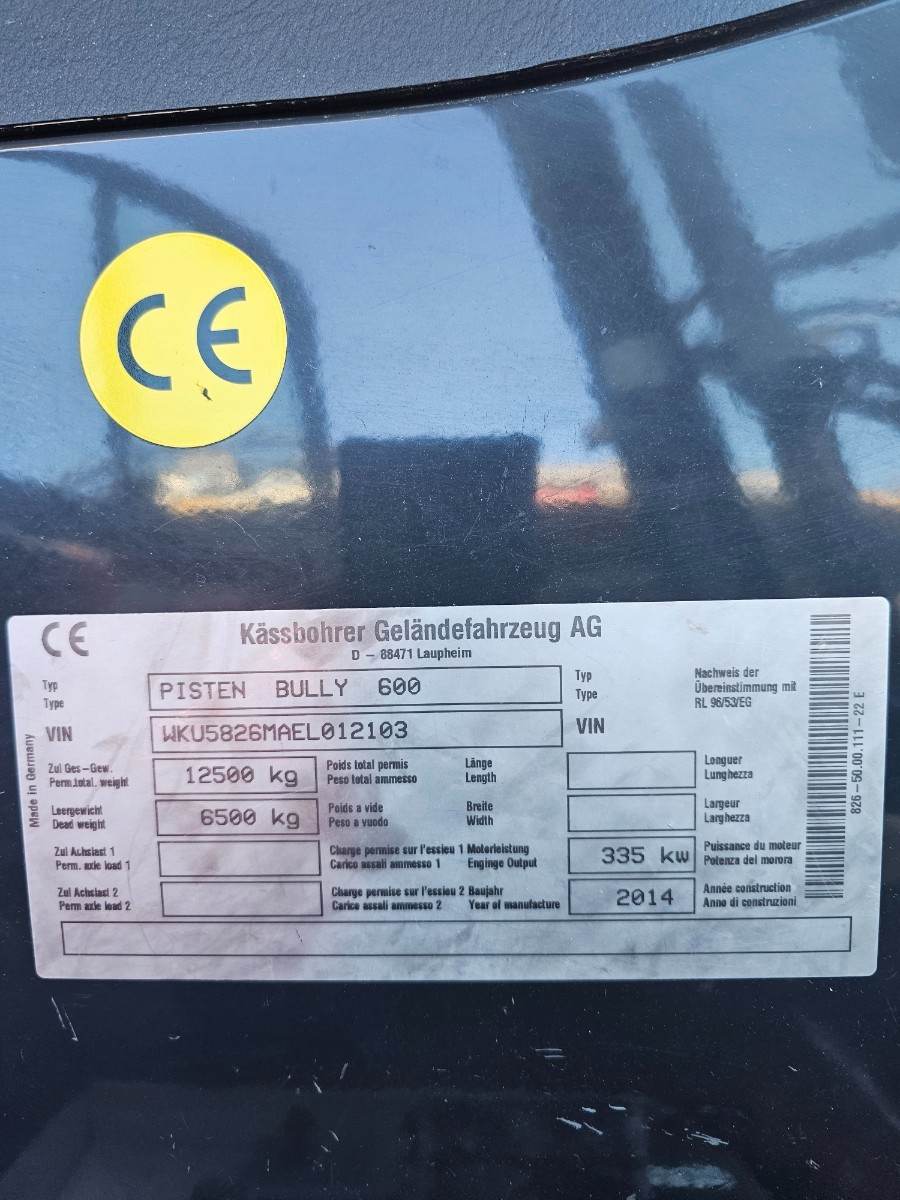 CE
CE
Kässbohrer Geländefahrzeug AG
D – 88471 Laupheim
Typ
Type
PISTEN BULLY 600
Typ
Type
Nachweis der
Übereinstimmung mit
RL 96/53/EG
VIN
WKU5826MAEL012103
VIN
Zul Ges-Gew.
Perm.total. weight
12500 kg
Poids total permis
Peso total ammesso
Länge
Length
Longuer
Lunghezza
Leergewicht
Dead weight
6500 kg
Poids a vide
Peso a vuodo
Breite
Width
Largeur
Larghezza
Zul Achslast 1
Perm. axle load 1
Charge permise sur l'essieu 1
Carico assali ammesso 1
Moterleistung
Enginge Output
335 kw
Puissance du moteur
Potenza del morora
Zul Achslast 2
Perm axle load 2
Charge permise sur l'essieu 2
Carice assali ammesso 2
Baujahr
Year of manufacture
2014
Année construction
Anno di construzioni
Made in Germany
826-50.00.111-22 E